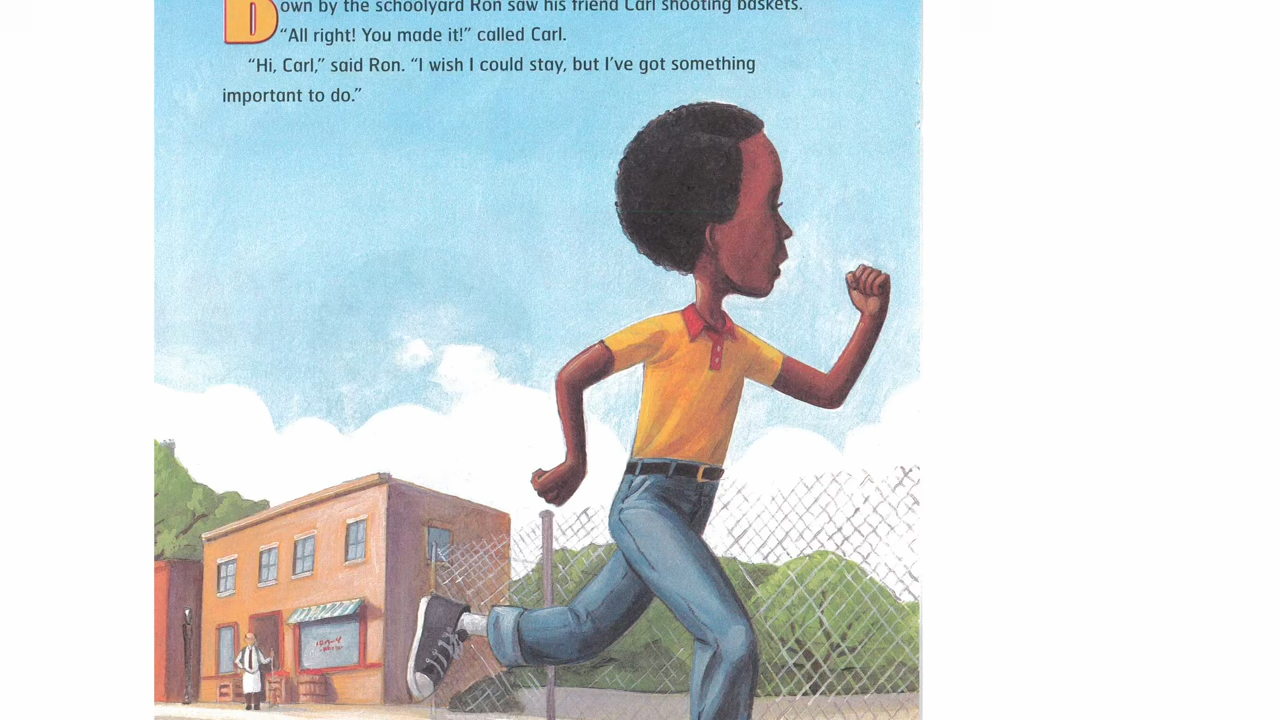 Down by the schoolyard Ron saw his friend Carl shooting baskets.
“All right! You made it!” called Carl.
“Hi, Carl,” said Ron. “I wish I could stay, but I’ve got something
important to do.”